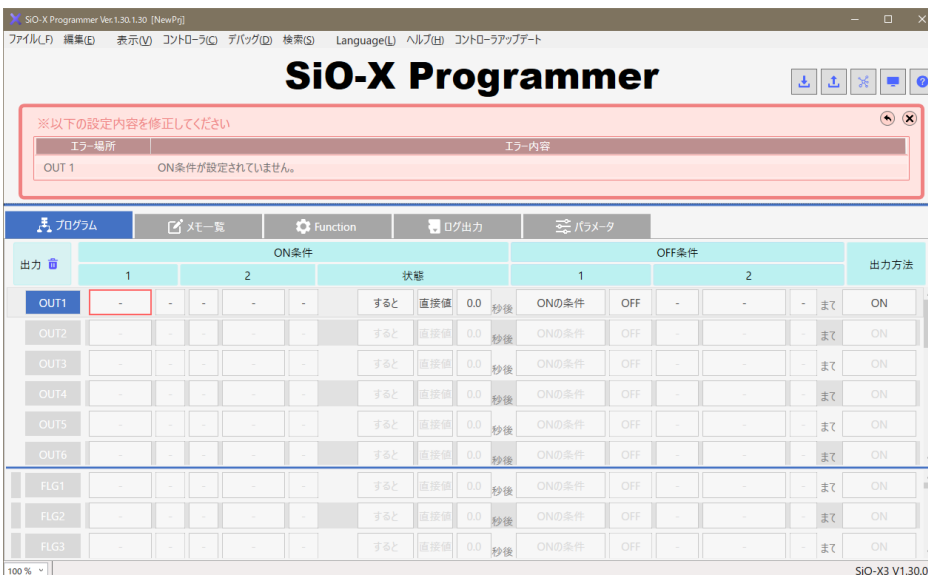 SiO-X Programmer Ver.1.30.1.30 [NewPrj]
ファイル(_F) 編集(E) 表示(V) コントローラ(C) デバッグ(D) 検索(S) Language(L) ヘルプ(H) コントローラアップデート
SiO-X Programmer
※以下の設定内容を修正してください
エラー場所 エラー内容
OUT 1 ON条件が設定されていません。
プログラム メモ一覧 Function ログ出力 パラメータ
出力 ON条件 OFF条件 出力方法
1 2 状態 1 2
OUT1 - - - - - すると 直接値 0.0 秒後 ONの条件 OFF - - - まで ON
OUT2 - - - - - すると 直接値 0.0 秒後 ONの条件 OFF - - - まで ON
OUT3 - - - - - すると 直接値 0.0 秒後 ONの条件 OFF - - - まで ON
OUT4 - - - - - すると 直接値 0.0 秒後 ONの条件 OFF - - - まで ON
OUT5 - - - - - すると 直接値 0.0 秒後 ONの条件 OFF - - - まで ON
OUT6 - - - - - すると 直接値 0.0 秒後 ONの条件 OFF - - - まで ON
FLG1 - - - - - すると 直接値 0.0 秒後 ONの条件 OFF - - - まで ON
FLG2 - - - - - すると 直接値 0.0 秒後 ONの条件 OFF - - - まで ON
FLG3 - - - - - すると 直接値 0.0 秒後 ONの条件 OFF - - - まで ON
100 % SiO-X3 V1.30.0